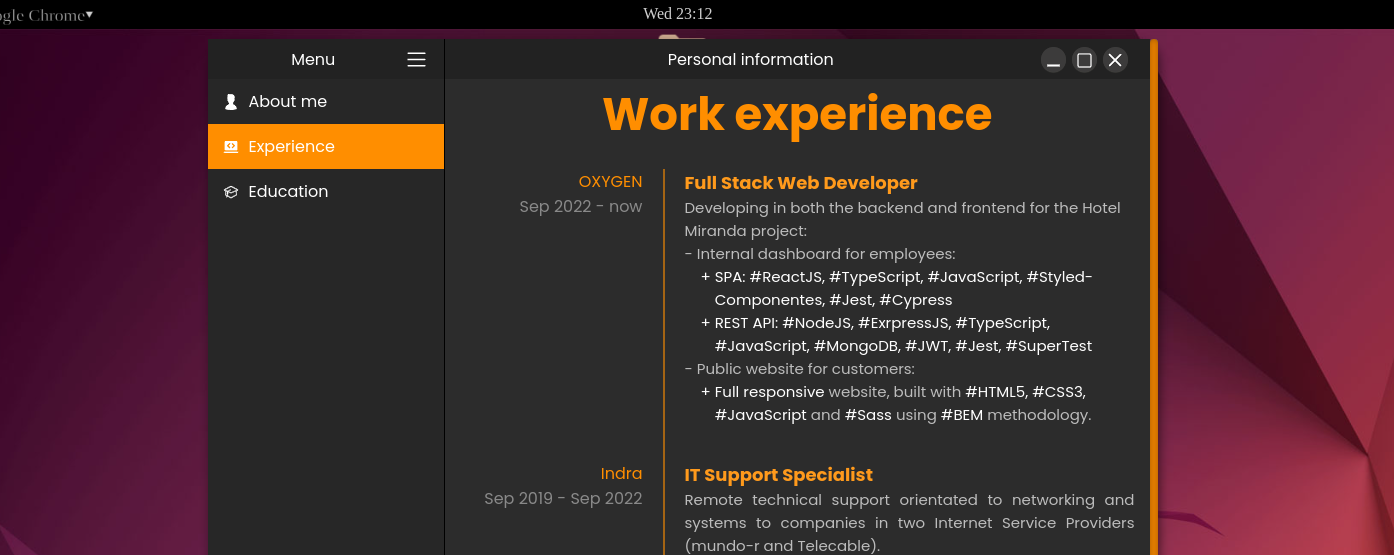 gle Chrome▾
Wed 23:12
Menu
Personal information
About me
Experience
Education
Work experience
OXYGEN
Sep 2022 - now
Full Stack Web Developer
Developing in both the backend and frontend for the Hotel
Miranda project:
- Internal dashboard for employees:
+ SPA: #ReactJS, #TypeScript, #JavaScript, #Styled-
Componentes, #Jest, #Cypress
+ REST API: #NodeJS, #ExrpressJS, #TypeScript,
#JavaScript, #MongoDB, #JWT, #Jest, #SuperTest
- Public website for customers:
+ Full responsive website, built with #HTML5, #CSS3,
#JavaScript and #Sass using #BEM methodology.
Indra
Sep 2019 - Sep 2022
IT Support Specialist
Remote technical support orientated to networking and
systems to companies in two Internet Service Providers
(mundo-r and Telecable).